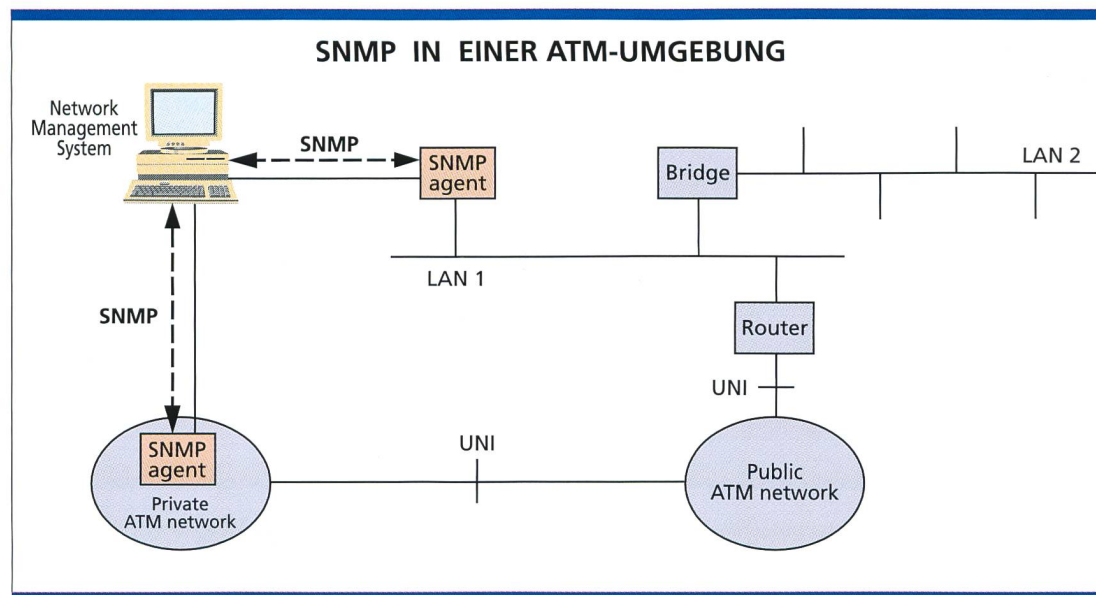 SNMP IN EINER ATM-UMGEBUNG
Network
Management
System
SNMP
SNMP
agent
Bridge
LAN 2
LAN 1
SNMP
Router
UNI
SNMP
agent
Private
ATM network
UNI
Public
ATM network